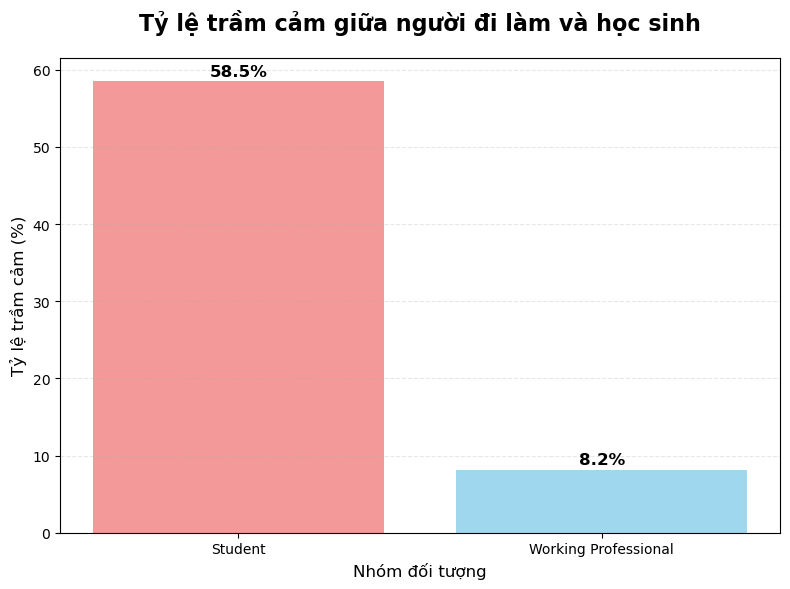 Tỷ lệ trầm cảm giữa người đi làm và học sinh
Tỷ lệ trầm cảm (%)
60
50
40
30
20
10
0
58.5%
8.2%
Student
Working Professional
Nhóm đối tượng